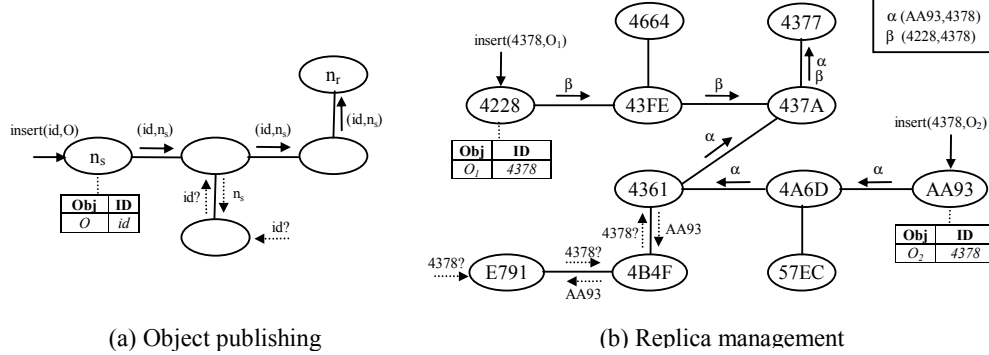 insert(id,O)
n_s
(id,n_s)
(id,n_s)
(id,n_s)
n_r
Obj ID
O id
id?
n_s
id?
(a) Object publishing
insert(4378,O_1)
4228
Obj ID
O_1 4378
β
4664
43FE
β
4377
α
β
437A
α (AA93,4378)
β (4228,4378)
α
4361
α
4A6D
α
insert(4378,O_2)
AA93
Obj ID
O_2 4378
57EC
4378?
AA93
4378?
E791
4378?
AA93
4B4F
(b) Replica management